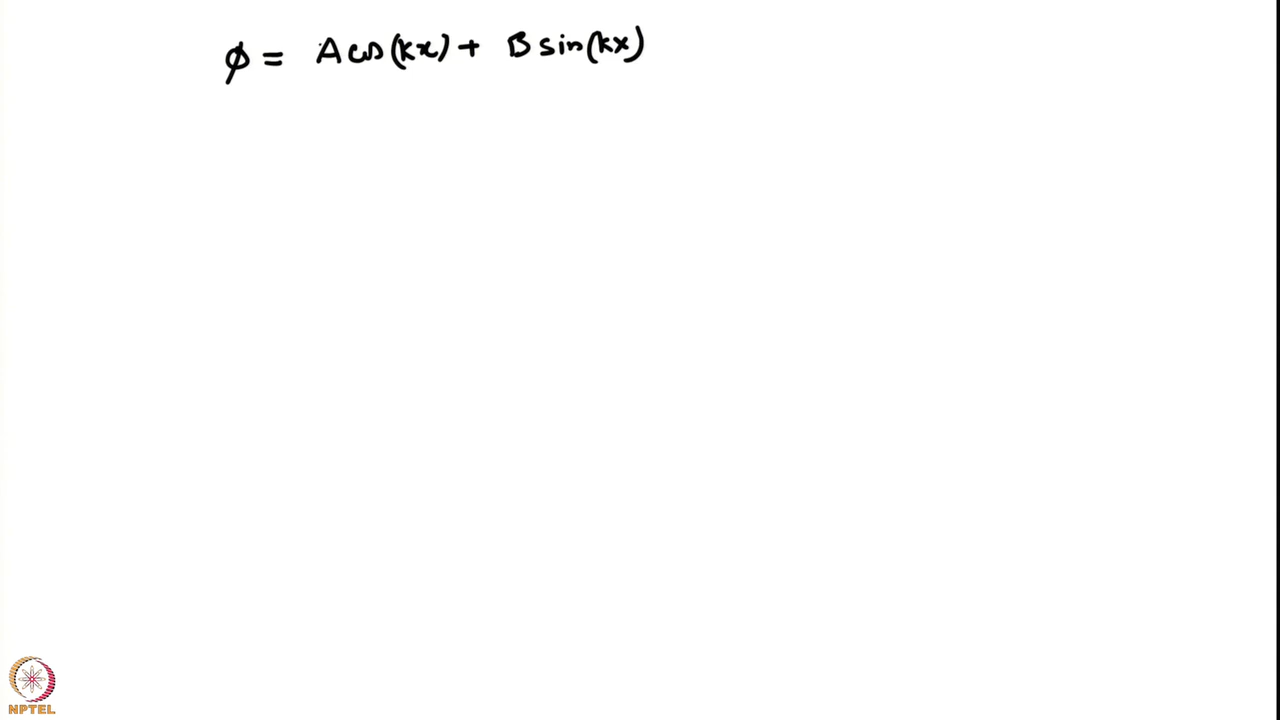 φ = A cos(kx) + B sin(kx)
NPTEL